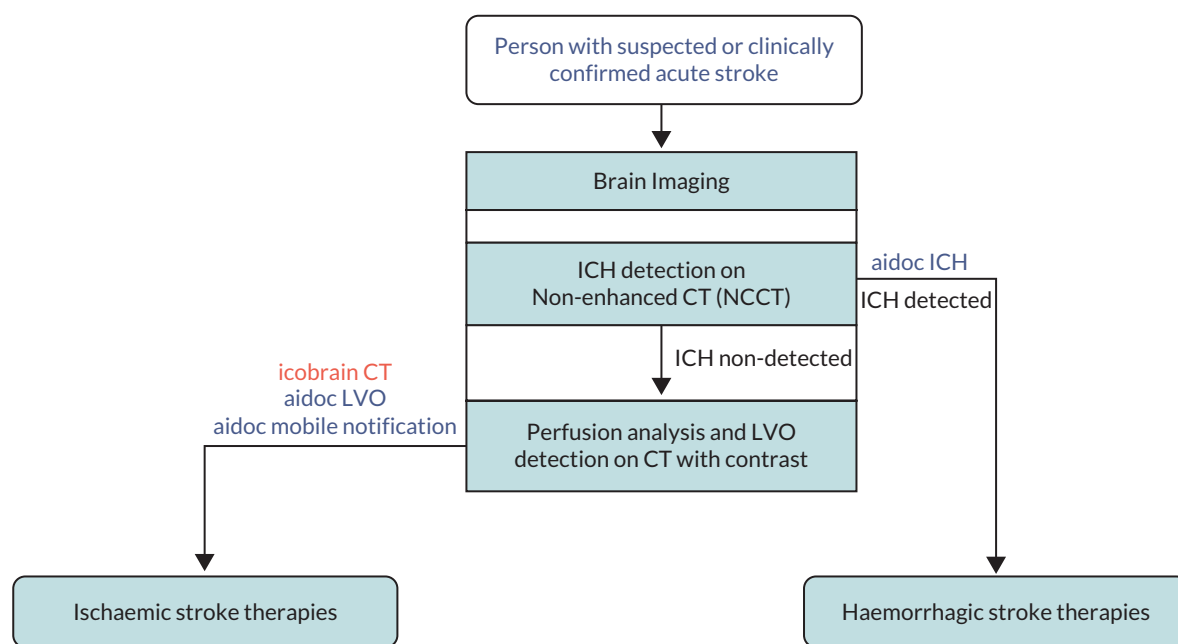 Person with suspected or clinically
confirmed acute stroke
Brain Imaging
ICH detection on
Non-enhanced CT (NCCT)
aidoc ICH
ICH detected
ICH non-detected
icobrain CT
aidoc LVO
aidoc mobile notification
Perfusion analysis and LVO
detection on CT with contrast
Ischaemic stroke therapies
Haemorrhagic stroke therapies